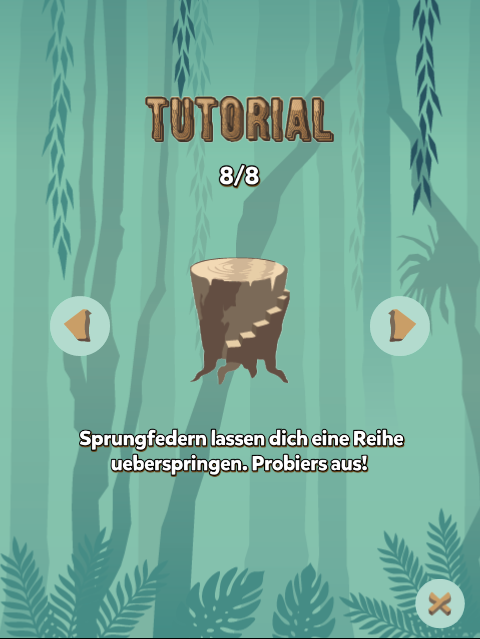 TUTORIAL
8/8
Sprungfedern lassen dich eine Reihe
ueberspringen. Probiers aus!